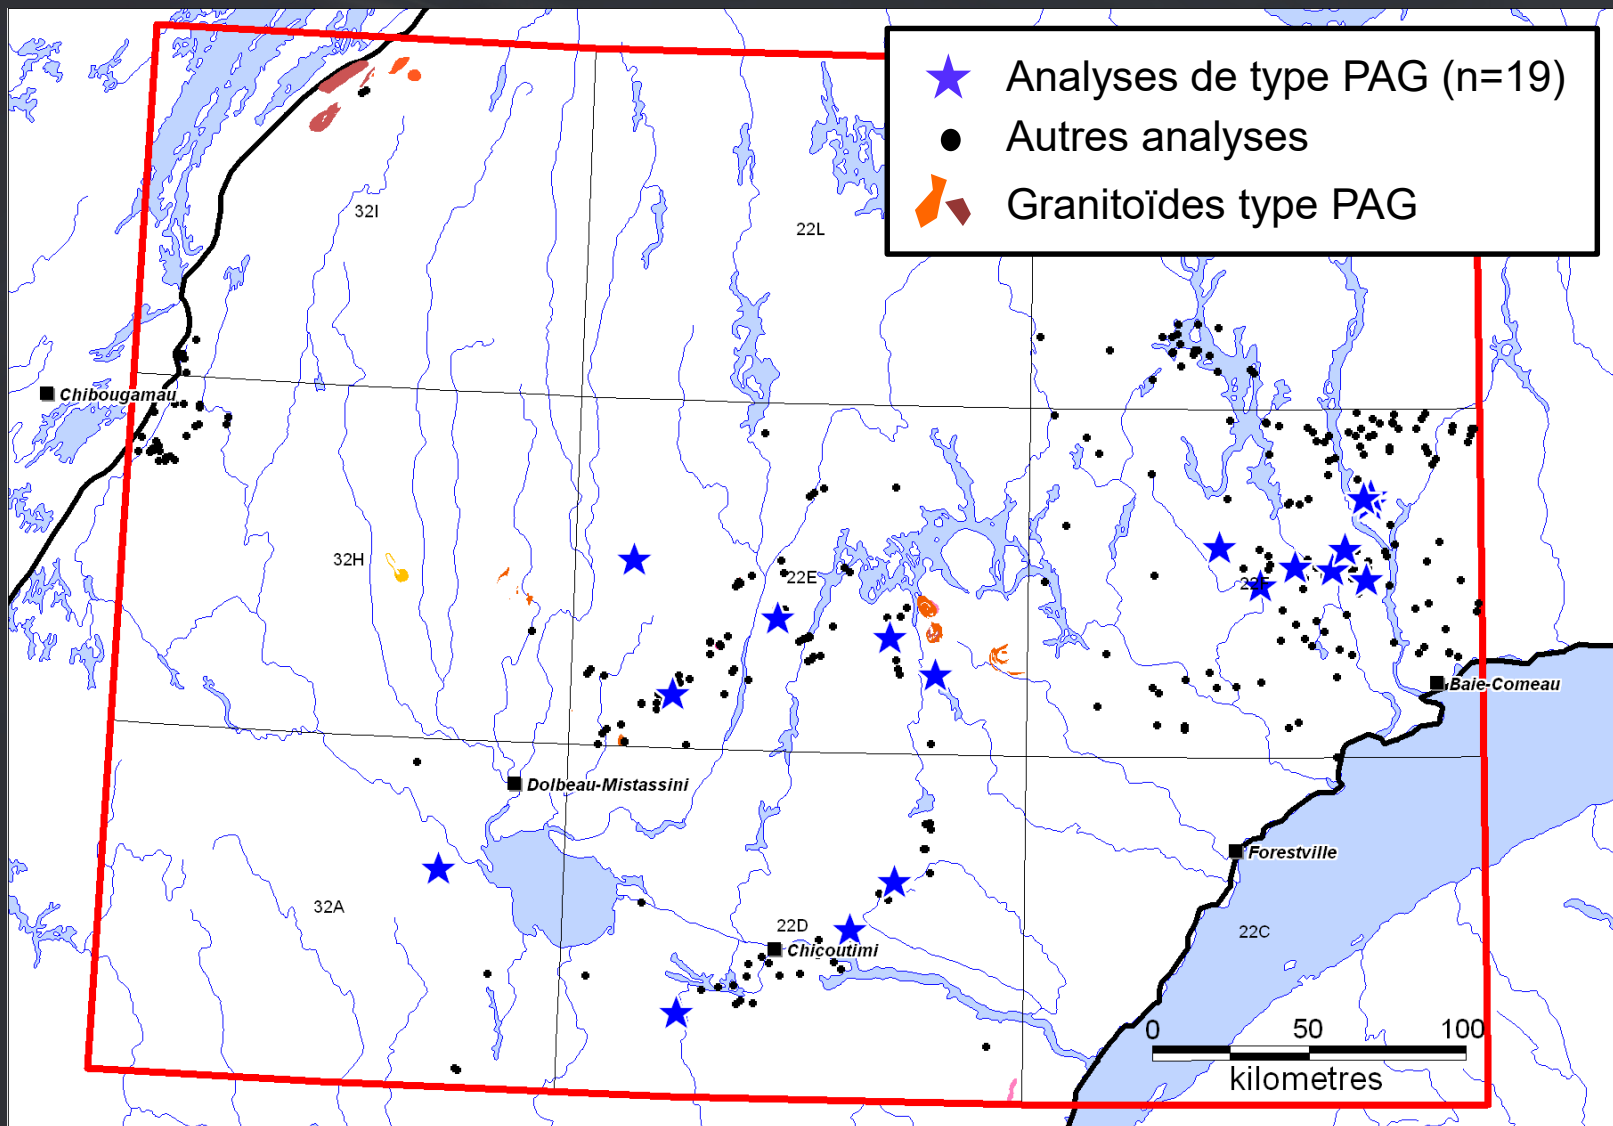 Analyses de type PAG (n=19)
Autres analyses
Granitoïdes type PAG
32I
22L
Chibougamau
32H
22E
22F
Baie-Comeau
Dolbeau-Mistassini
Forestville
32A
22D
22C
Chicoutimi
0 50 100
kilometres